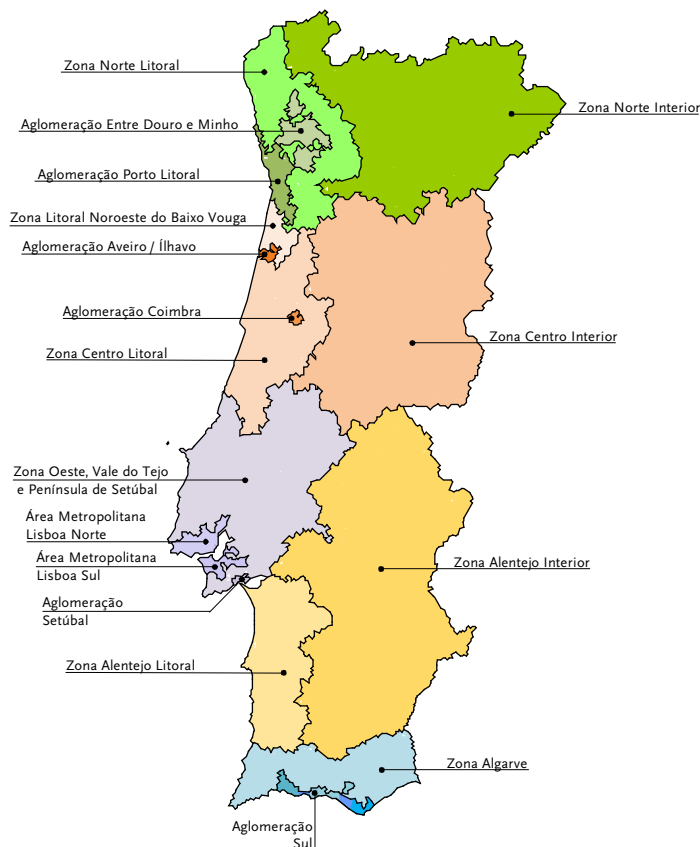 Zona Norte Litoral
Zona Norte Interior
Aglomeração Entre Douro e Minho
Aglomeração Porto Litoral
Zona Litoral Noroeste do Baixo Vouga
Aglomeração Aveiro / Ílhavo
Aglomeração Coimbra
Zona Centro Interior
Zona Centro Litoral
Zona Oeste, Vale do Tejo
e Península de Setúbal
Área Metropolitana
Lisboa Norte
Área Metropolitana
Lisboa Sul
Zona Alentejo Interior
Aglomeração
Setúbal
Zona Alentejo Litoral
Zona Algarve
Aglomeração
Sul